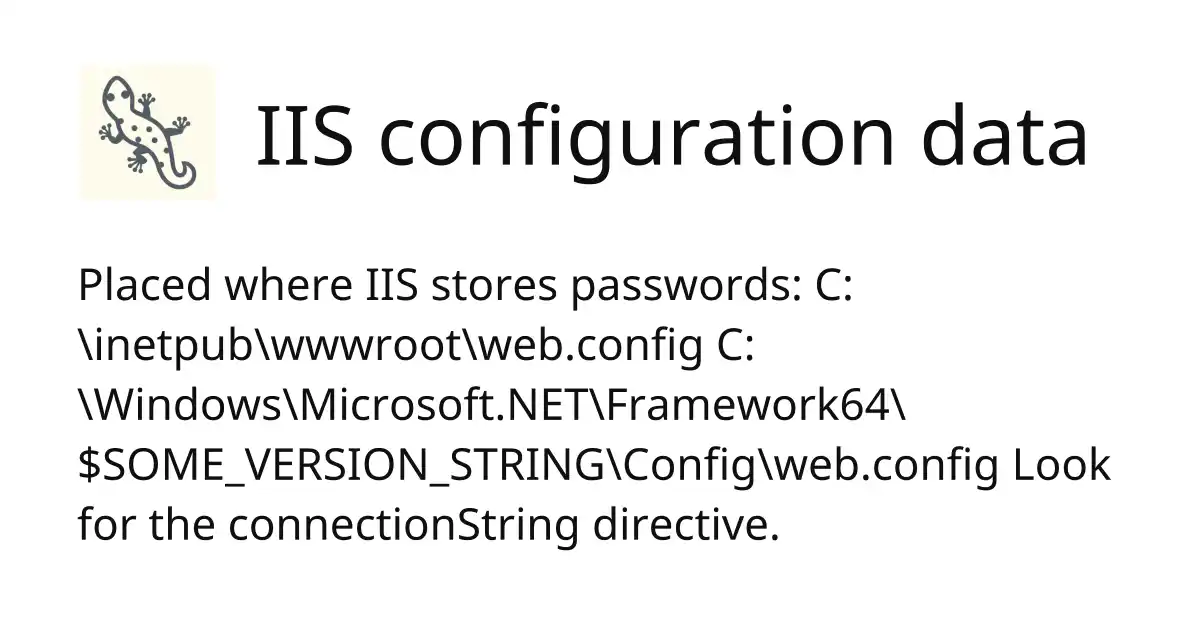 IIS configuration data
Placed where IIS stores passwords: C:
\inetpub\wwwroot\web.config C:
\Windows\Microsoft.NET\Framework64\
$SOME_VERSION_STRING\Config\web.config Look
for the connectionString directive.